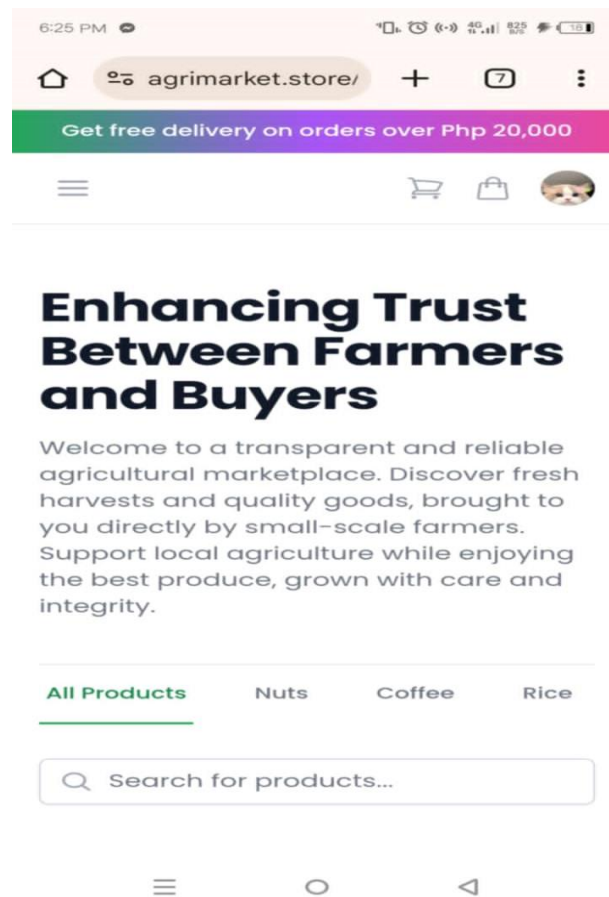 6:25 PM
4G 825 B/S 18
agrimarket.store/
7
Get free delivery on orders over Php 20,000
Enhancing Trust
Between Farmers
and Buyers
Welcome to a transparent and reliable
agricultural marketplace. Discover fresh
harvests and quality goods, brought to
you directly by small-scale farmers.
Support local agriculture while enjoying
the best produce, grown with care and
integrity.
All Products Nuts Coffee Rice
Search for products...